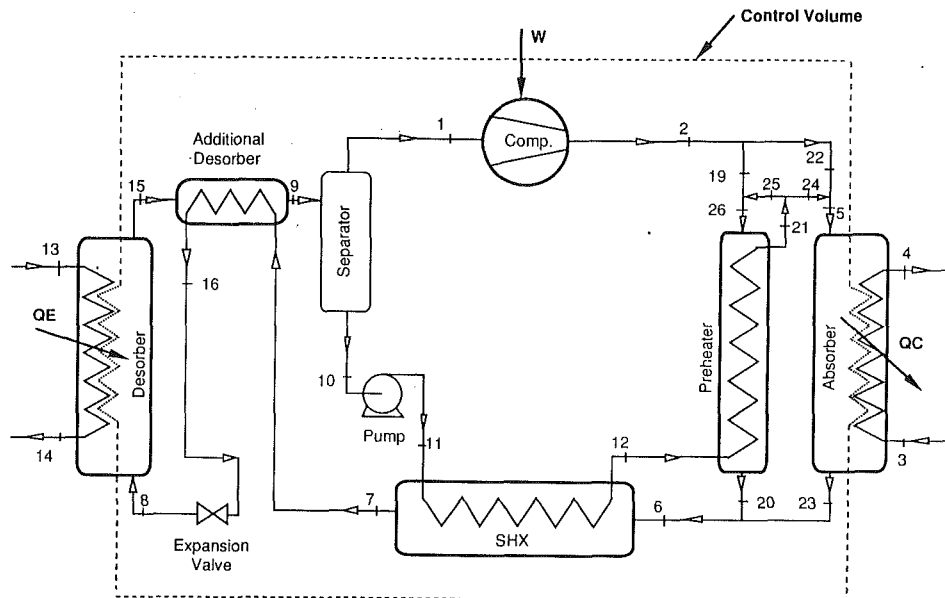 Control Volume
W
1
Comp.
2
22
Additional
Desorber
15
9
19
25
24
26
5
21
Separator
13
4
16
QE
Desorber
Preheater
Absorber
QC
10
Pump
14
11
12
3
8
7
6
20
23
Expansion
Valve
SHX